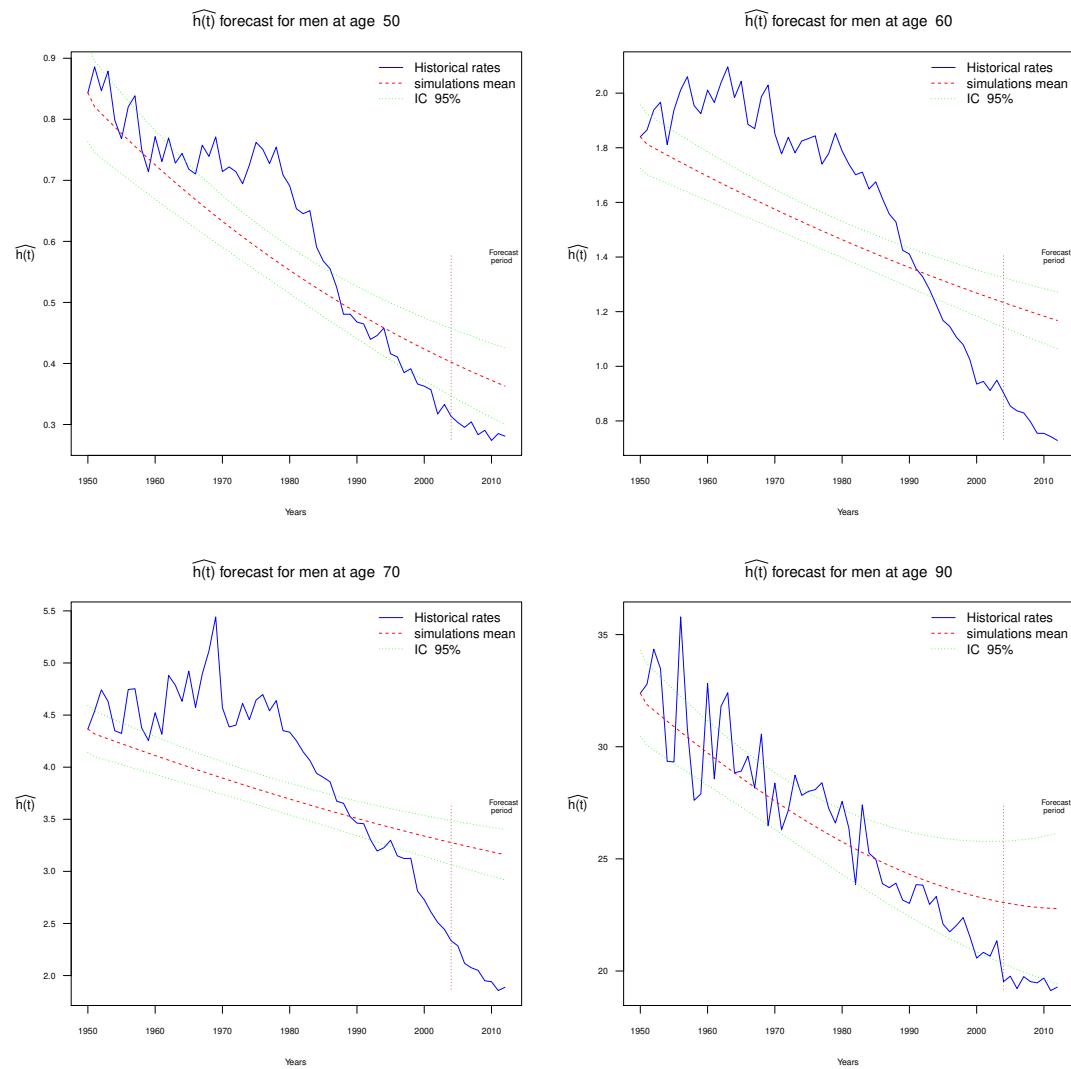 h(t) forecast for men at age 50
Historical rates
simulations mean
IC 95%
0.9
0.8
0.7
0.6
0.5
0.4
0.3
h(t)
Forecast
period
1950 1960 1970 1980 1990 2000 2010
Years
h(t) forecast for men at age 60
Historical rates
simulations mean
IC 95%
2.0
1.8
1.6
1.4
1.2
1.0
0.8
h(t)
Forecast
period
1950 1960 1970 1980 1990 2000 2010
Years
h(t) forecast for men at age 70
Historical rates
simulations mean
IC 95%
5.5
5.0
4.5
4.0
3.5
3.0
2.5
2.0
h(t)
Forecast
period
1950 1960 1970 1980 1990 2000 2010
Years
h(t) forecast for men at age 90
Historical rates
simulations mean
IC 95%
35
30
25
20
h(t)
Forecast
period
1950 1960 1970 1980 1990 2000 2010
Years